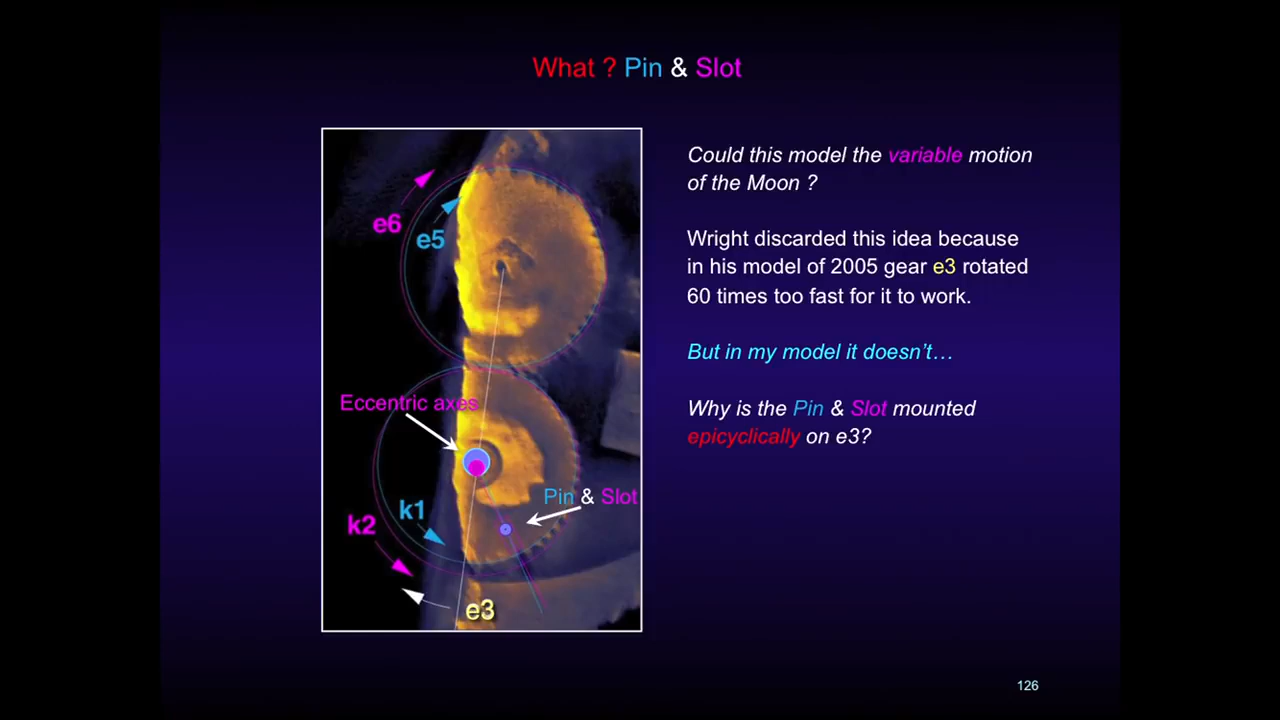 What ? Pin & Slot
Could this model the variable motion
of the Moon ?
Wright discarded this idea because
in his model of 2005 gear e3 rotated
60 times too fast for it to work.
But in my model it doesn’t…
Why is the Pin & Slot mounted
epicyclically on e3?
e6
e5
Eccentric axes
Pin & Slot
k1
k2
e3
126